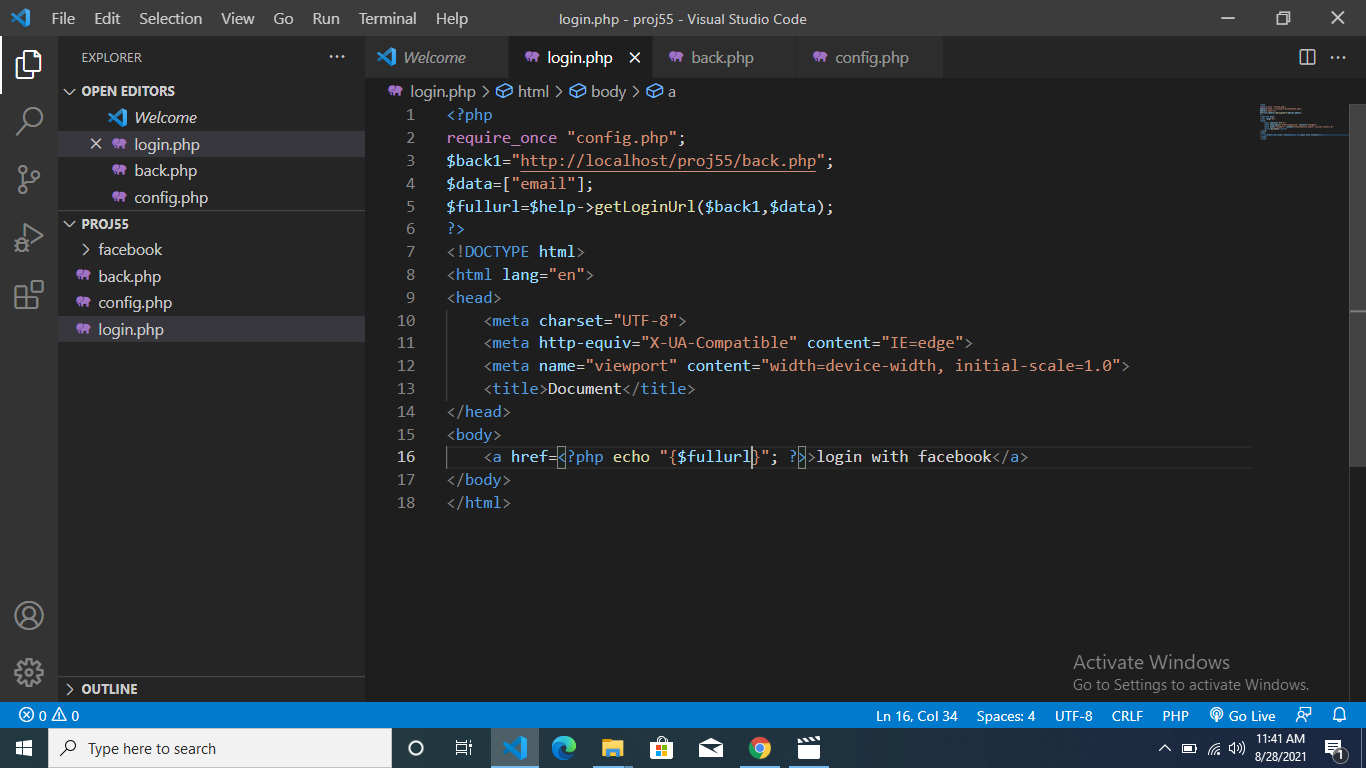 File Edit Selection View Go Run Terminal Help login.php - proj55 - Visual Studio Code
EXPLORER
OPEN EDITORS
Welcome
login.php
back.php
config.php
PROJ55
facebook
back.php
config.php
login.php
OUTLINE
Welcome login.php back.php config.php
login.php > html > body > a
1 <?php
2 require_once "config.php";
3 $back1="http://localhost/proj55/back.php";
4 $data=["email"];
5 $fullurl=$help->getLoginUrl($back1,$data);
6 ?>
7 <!DOCTYPE html>
8 <html lang="en">
9 <head>
10 <meta charset="UTF-8">
11 <meta http-equiv="X-UA-Compatible" content="IE=edge">
12 <meta name="viewport" content="width=device-width, initial-scale=1.0">
13 <title>Document</title>
14 </head>
15 <body>
16 <a href=<?php echo "{$fullurl}"; ?>>login with facebook</a>
17 </body>
18 </html>
Activate Windows
Go to Settings to activate Windows.
0 0 Ln 16, Col 34 Spaces: 4 UTF-8 CRLF PHP Go Live
Type here to search
11:41 AM
8/28/2021
1